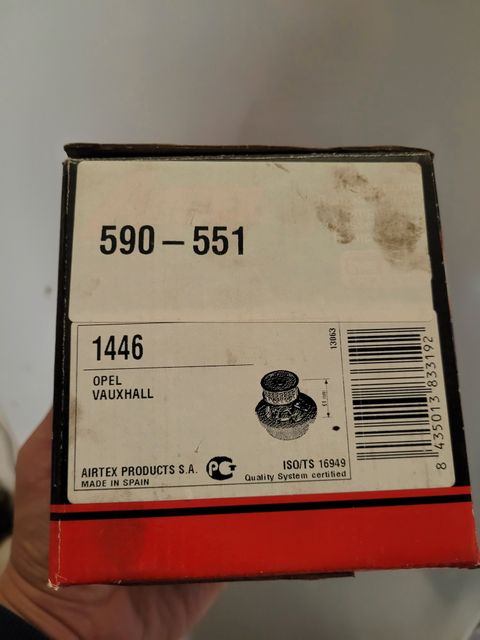 590 – 551
1446
13063
OPEL
VAUXHALL
AIRTEX PRODUCTS S.A.
MADE IN SPAIN
ISO/TS 16949
Quality System certified
8 435013 833192